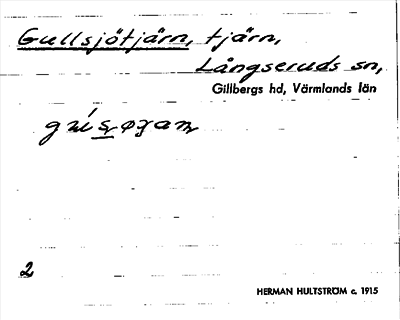 Gullsjötjärn, tjärn,
Långseruds sn,
Gillbergs hd, Värmlands län
2
HERMAN HULTSTRÖM c. 1915